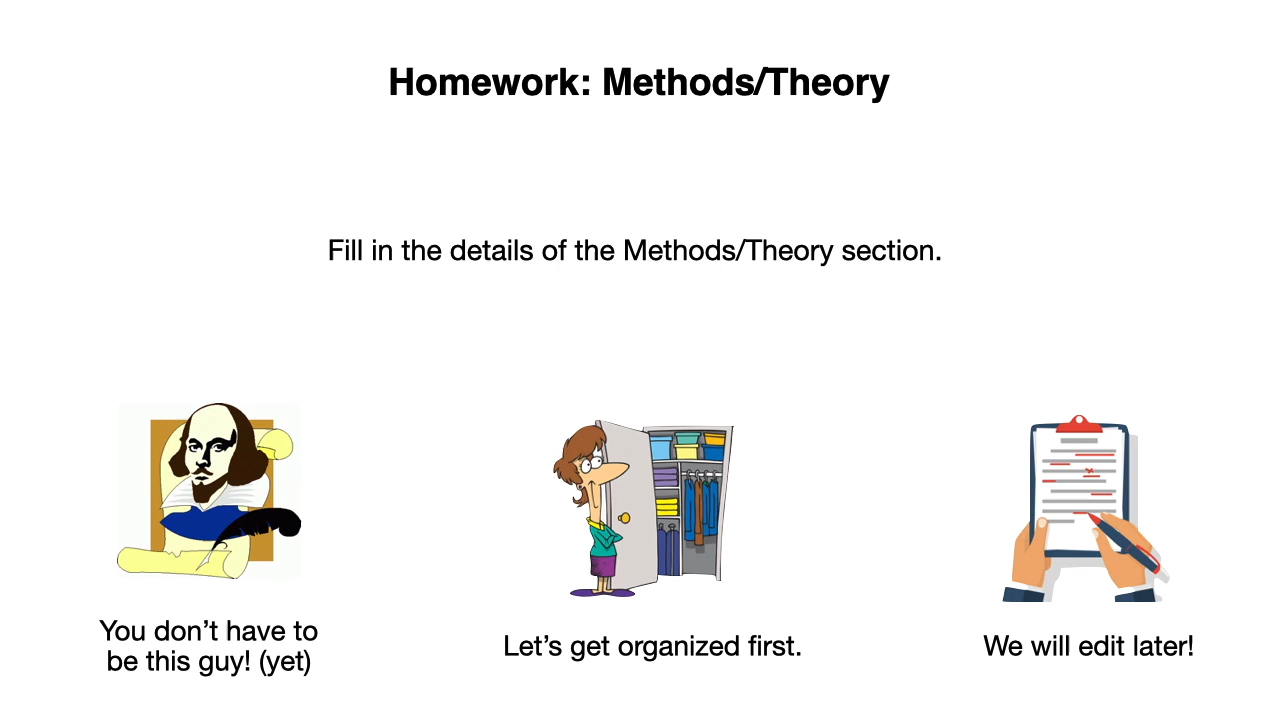 Homework: Methods/Theory
Fill in the details of the Methods/Theory section.
You don’t have to
be this guy! (yet)
Let’s get organized first.
We will edit later!